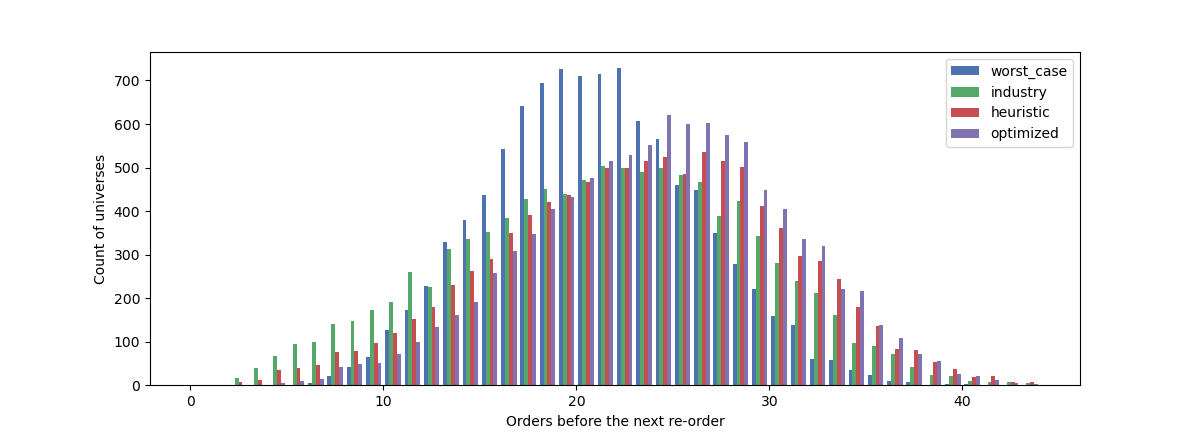 worst_case
industry
heuristic
optimized
Count of universes
700
600
500
400
300
200
100
0
0 10 20 30 40
Orders before the next re-order